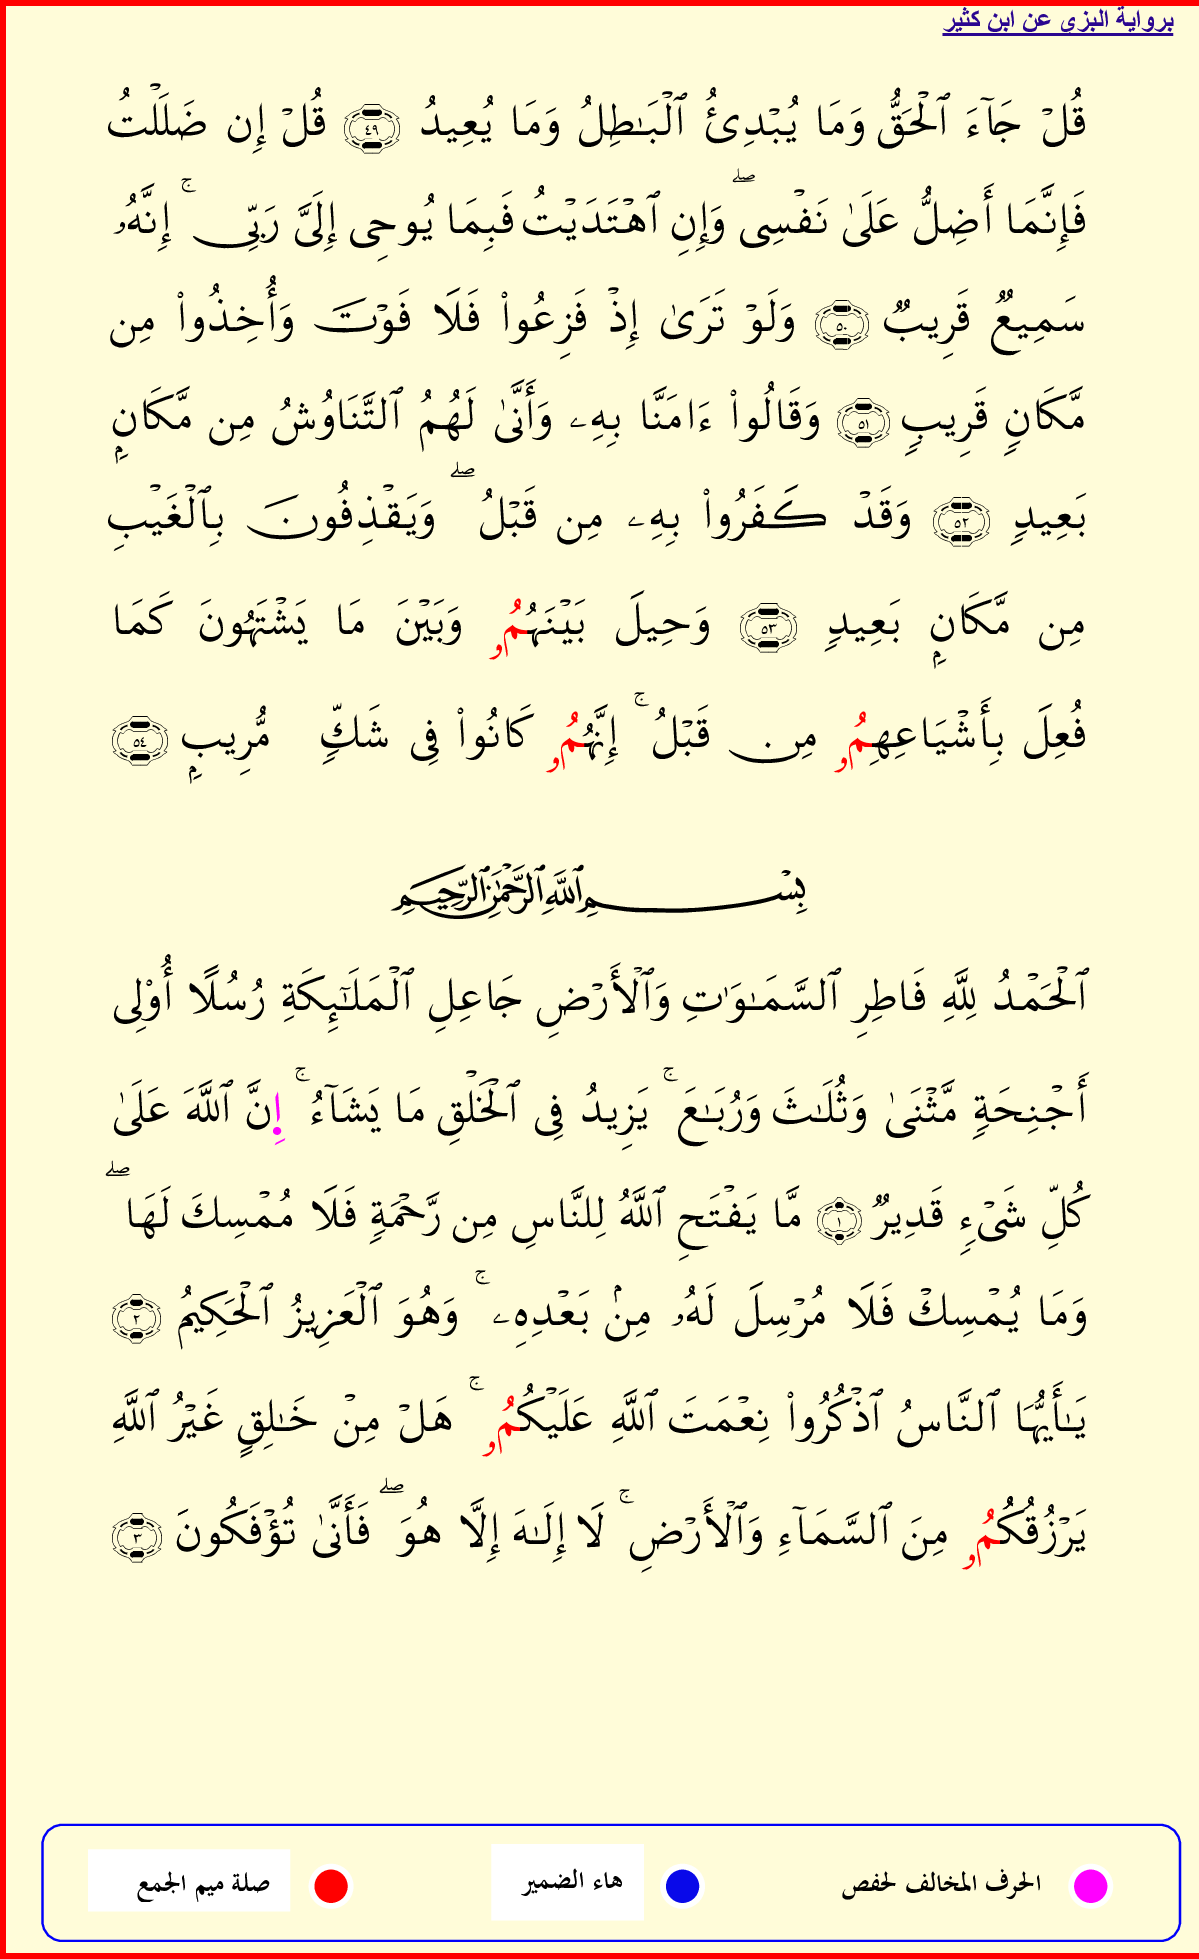 برواية البزى عن ابن كثير
قُلۡ جَآءَ ٱلۡحَقُّ وَمَا يُبۡدِئُ ٱلۡبَٰطِلُ وَمَا يُعِيدُ ٤٩ قُلۡ إِن ضَلَلۡتُ
فَإِنَّمَا أَضِلُّ عَلَىٰ نَفۡسِى ۖ وَإِنِ ٱهۡتَدَيۡتُ فَبِمَا يُوحِى إِلَىَّ رَبِّى ۚ إِنَّهُۥ
سَمِيعٌ قَرِيبٌ ٥٠ وَلَوۡ تَرَىٰ إِذۡ فَزِعُواْ فَلَا فَوۡتَ وَأُخِذُواْ مِن
مَّكَانٍ قَرِيبٍ ٥١ وَقَالُواْ ءَامَنَّا بِهِۦ وَأَنَّىٰ لَهُمُ ٱلتَّنَاوُشُ مِن مَّكَانِۭ
بَعِيدٍ ٥٢ وَقَدۡ كَفَرُواْ بِهِۦ مِن قَبۡلُ ۖ وَيَقۡذِفُونَ بِٱلۡغَيۡبِ
مِن مَّكَانِۭ بَعِيدٍ ٥٣ وَحِيلَ بَيۡنَهُمُۥ وَبَيۡنَ مَا يَشۡتَهُونَ كَمَا
فُعِلَ بِأَشۡيَاعِهِمُۥ مِن قَبۡلُ ۚ إِنَّهُمُۥ كَانُواْ فِى شَكٍّ مُّرِيبِۭ ٥٤
بِسۡمِ ٱللَّهِ ٱلرَّحۡمَٰنِ ٱلرَّحِيمِ
ٱلۡحَمۡدُ لِلَّهِ فَاطِرِ ٱلسَّمَٰوَٰتِ وَٱلۡأَرۡضِ جَاعِلِ ٱلۡمَلَٰٓئِكَةِ رُسُلًا أُوْلِى
أَجۡنِحَةٍ مَّثۡنَىٰ وَثُلَٰثَ وَرُبَٰعَ ۚ يَزِيدُ فِى ٱلۡخَلۡقِ مَا يَشَآءُ ۚ إِنَّ ٱللَّهَ عَلَىٰ
كُلِّ شَىۡءٍ قَدِيرٌ ١ مَّا يَفۡتَحِ ٱللَّهُ لِلنَّاسِ مِن رَّحۡمَةٍ فَلَا مُمۡسِكَ لَهَا ۖ
وَمَا يُمۡسِكۡ فَلَا مُرۡسِلَ لَهُۥ مِنۢ بَعۡدِهِۦ ۚ وَهُوَ ٱلۡعَزِيزُ ٱلۡحَكِيمُ ٢
يَٰأَيُّهَا ٱلنَّاسُ ٱذۡكُرُواْ نِعۡمَتَ ٱللَّهِ عَلَيۡكُمُۥ ۚ هَلۡ مِنۡ خَٰلِقٍ غَيۡرُ ٱللَّهِ
يَرۡزُقُكُمُۥ مِنَ ٱلسَّمَآءِ وَٱلۡأَرۡضِ ۚ لَا إِلَٰهَ إِلَّا هُوَ ۖ فَأَنَّىٰ تُؤۡفَكُونَ ٣
الحرف المخالف لحفص هاء الضمير صلة ميم الجمع